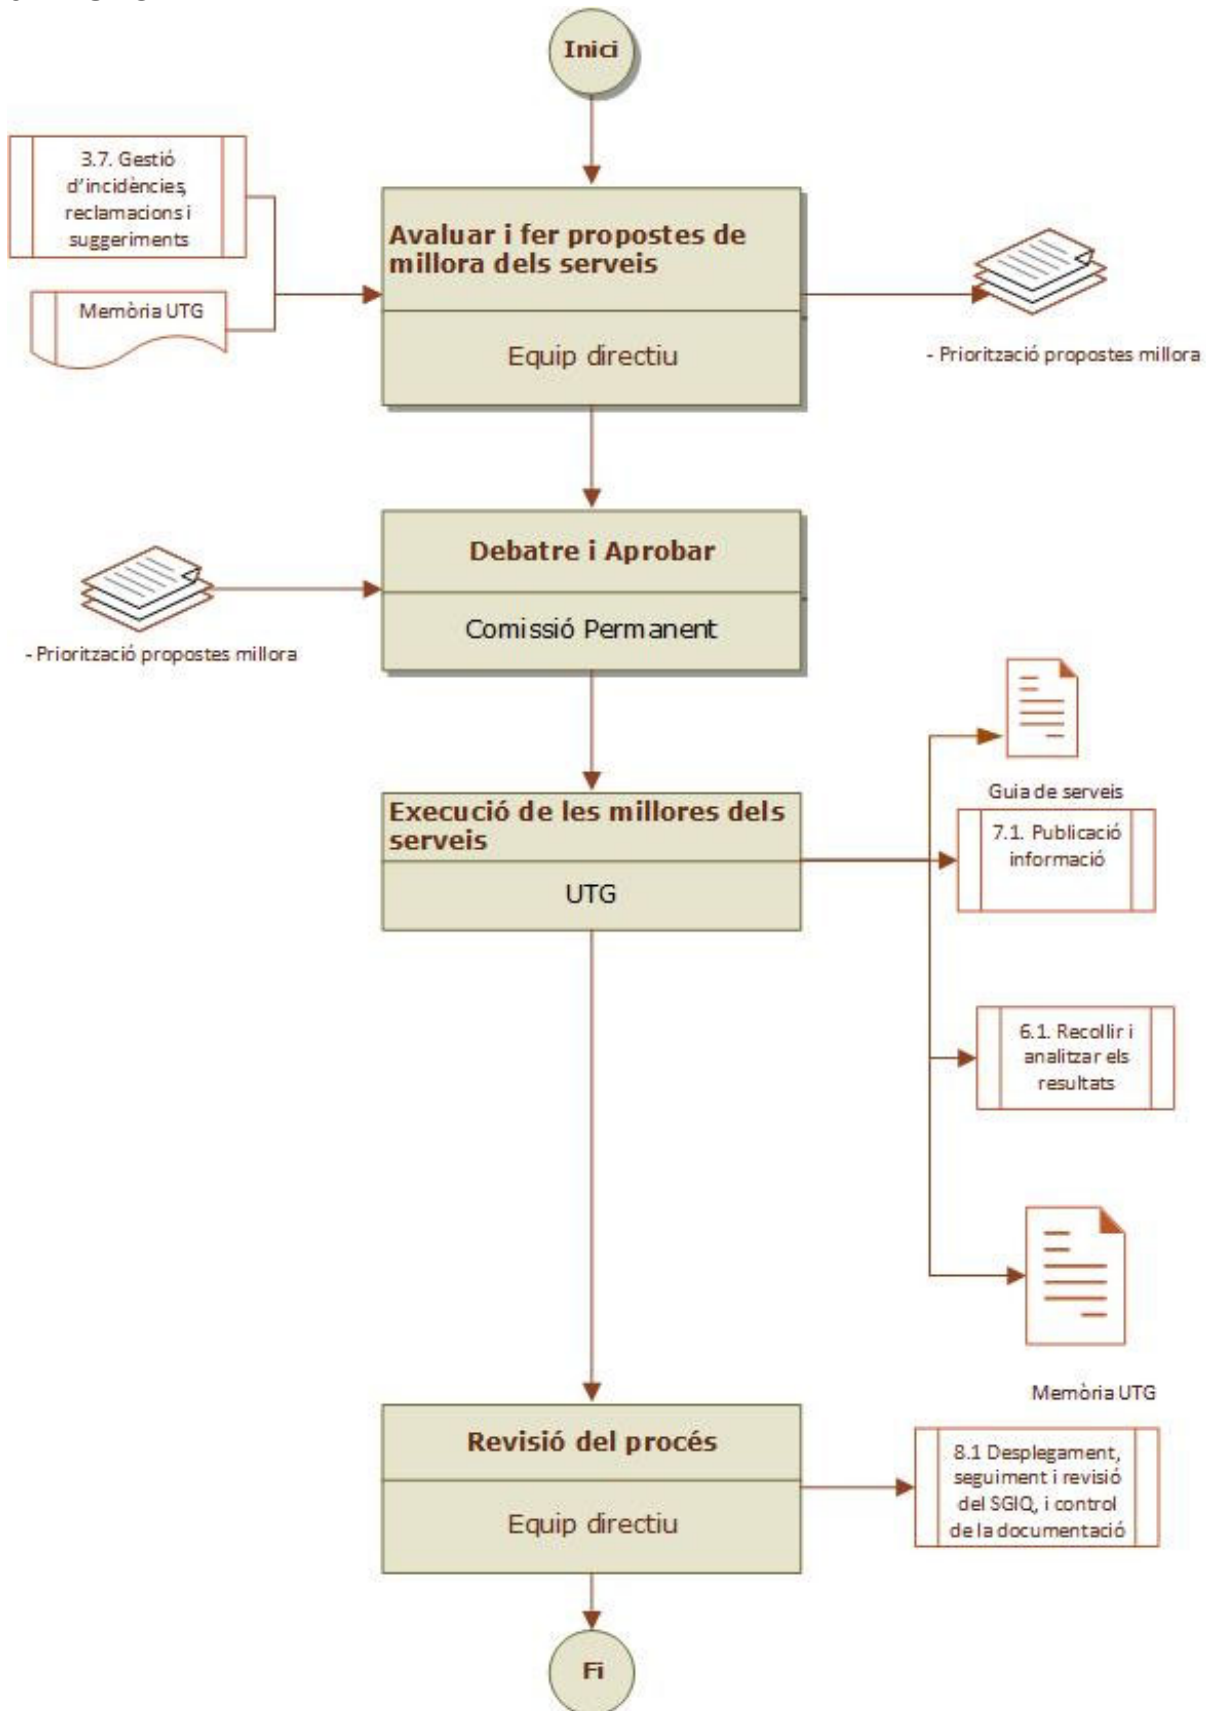 Inici
3.7. Gestió
d'incidències,
reclamacions i
suggeriments
Memòria UTG
Avaluar i fer propostes de
millora dels serveis
Equip directiu
- Priorització propostes millora
Debatre i Aprobar
Comissió Permanent
- Priorització propostes millora
Execució de les millores dels
serveis
UTG
Guia de serveis
7.1. Publicació
informació
6.1. Recollir i
analitzar els
resultats
Memòria UTG
Revisió del procés
Equip directiu
8.1 Desplegament,
seguiment i revisió
del SGIQ, i control
de la documentació
Fi